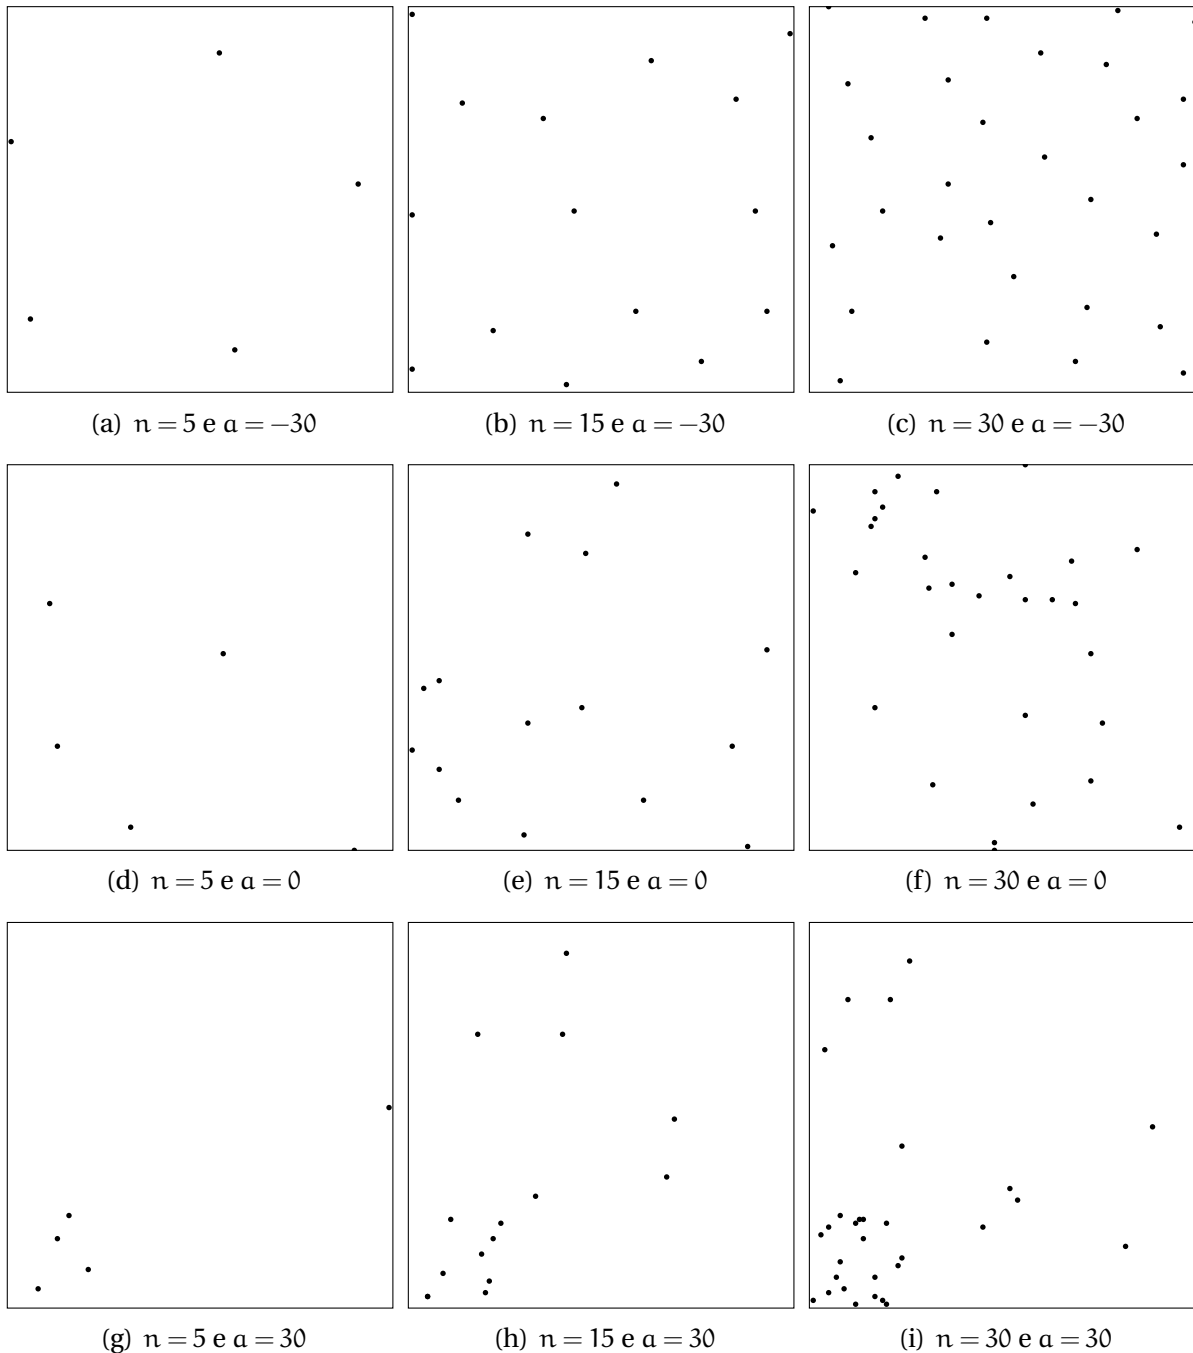 (a) n = 5 e a = −30
(b) n = 15 e a = −30
(c) n = 30 e a = −30
(d) n = 5 e a = 0
(e) n = 15 e a = 0
(f) n = 30 e a = 0
(g) n = 5 e a = 30
(h) n = 15 e a = 30
(i) n = 30 e a = 30